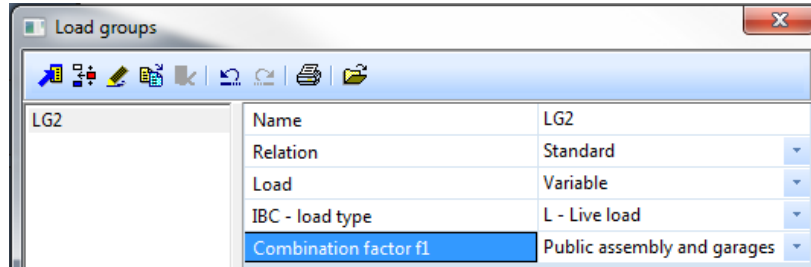 Load groups
LG2
Name LG2
Relation Standard
Load Variable
IBC - load type L - Live load
Combination factor f1 Public assembly and garages